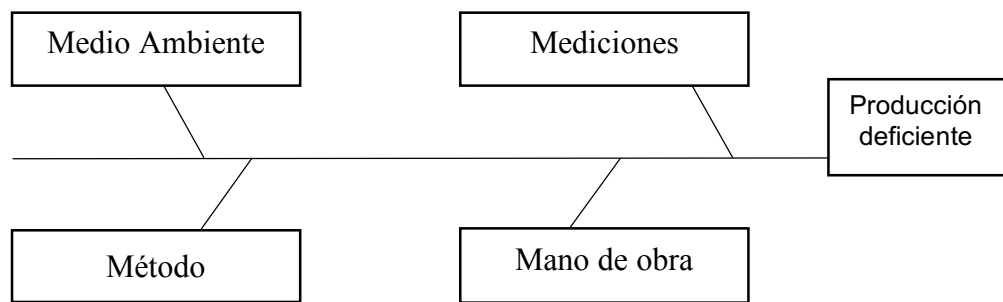 Medio Ambiente
Mediciones
Producción
deficiente
Método
Mano de obra